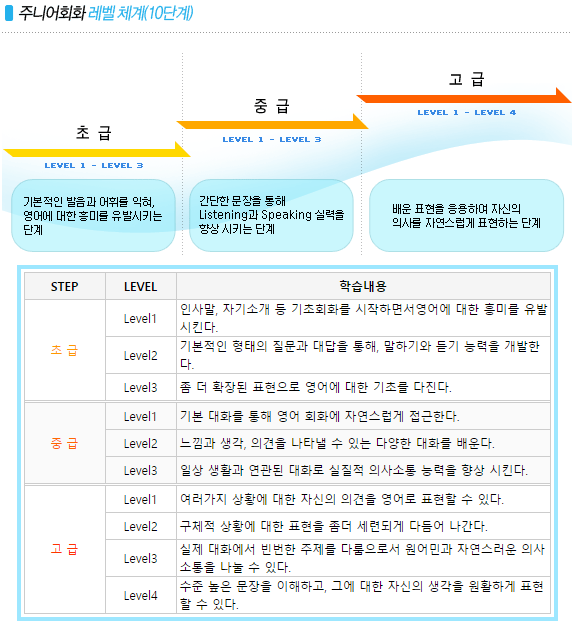 주니어회화 레벨 체계(10단계)
초 급
LEVEL 1 - LEVEL 3
중 급
LEVEL 1 - LEVEL 3
고 급
LEVEL 1 - LEVEL 4
기본적인 발음과 어휘를 익혀,
영어에 대한 흥미를 유발시키는
단계
간단한 문장을 통해
Listening과 Speaking 실력을
향상 시키는 단계
배운 표현을 응용하여 자신의
의사를 자연스럽게 표현하는 단계
STEP LEVEL 학습내용
초 급
Level1 인사말, 자기소개 등 기초회화를 시작하면서영어에 대한 흥미를 유발
시킨다.
Level2 기본적인 형태의 질문과 대답을 통해, 말하기와 듣기 능력을 개발한
다.
Level3 좀 더 확장된 표현으로 영어에 대한 기초를 다진다.
중 급
Level1 기본 대화를 통해 영어 회화에 자연스럽게 접근한다.
Level2 느낌과 생각, 의견을 나타낼 수 있는 다양한 대화를 배운다.
Level3 일상 생활과 연관된 대화로 실질적 의사소통 능력을 향상 시킨다.
고 급
Level1 여러가지 상황에 대한 자신의 의견을 영어로 표현할 수 있다.
Level2 구체적 상황에 대한 표현을 좀더 세련되게 다듬어 나간다.
Level3 실제 대화에서 빈번한 주제를 다룸으로서 원어민과 자연스러운 의사
소통을 나눌 수 있다.
Level4 수준 높은 문장을 이해하고, 그에 대한 자신의 생각을 원활하게 표현
할 수 있다.